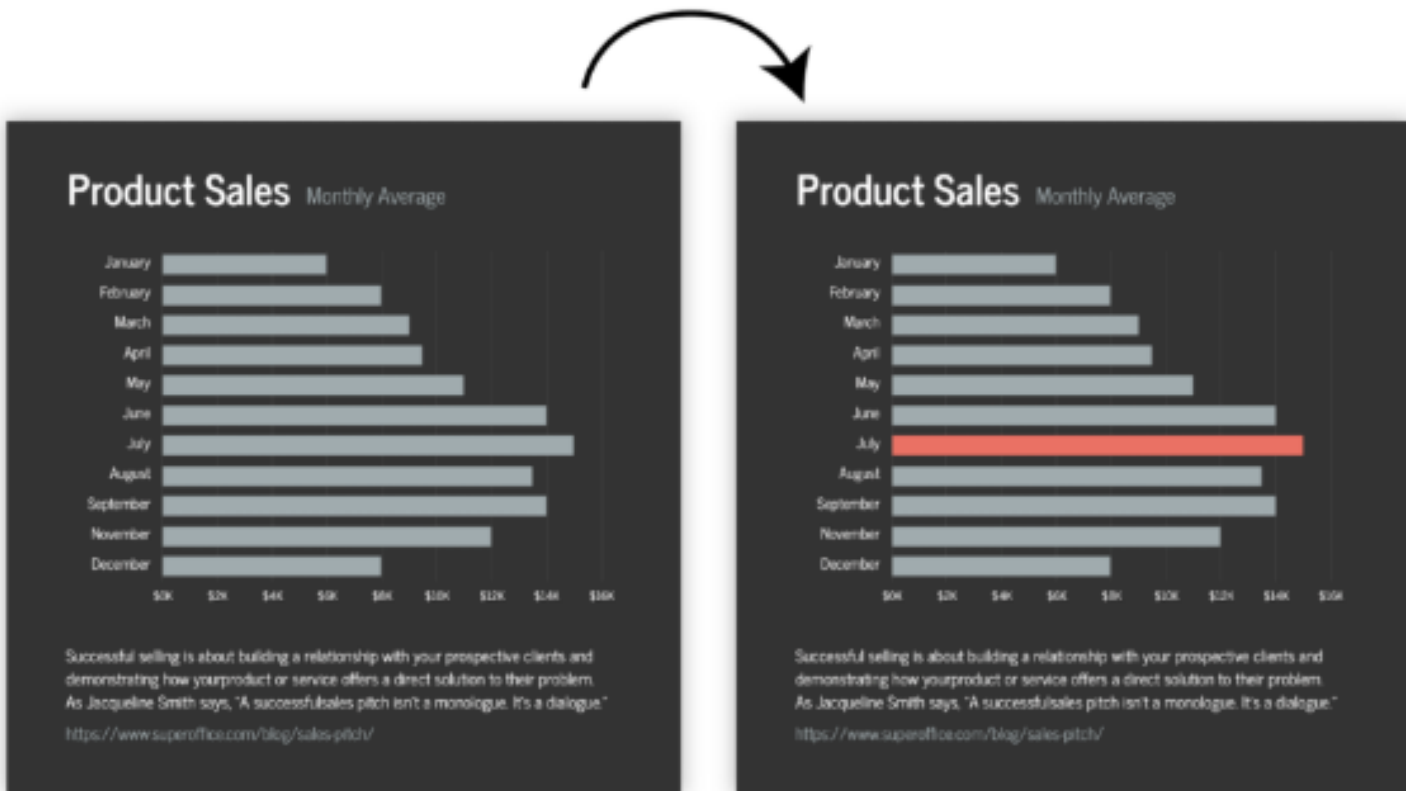 Product Sales Monthly Average
January
February
March
April
May
June
July
August
September
November
December
$0K $2K $4K $6K $8K $10K $12K $14K $16K
Successful selling is about building a relationship with your prospective clients and
demonstrating how yourproduct or service offers a direct solution to their problem.
As Jacqueline Smith says, "A successfulsales pitch isn't a monologue. It's a dialogue."
https://www.superoffice.com/blog/sales-pitch/
Product Sales Monthly Average
January
February
March
April
May
June
July
August
September
November
December
$0K $2K $4K $6K $8K $10K $12K $14K $16K
Successful selling is about building a relationship with your prospective clients and
demonstrating how yourproduct or service offers a direct solution to their problem.
As Jacqueline Smith says, "A successfulsales pitch isn't a monologue. It's a dialogue."
https://www.superoffice.com/blog/sales-pitch/